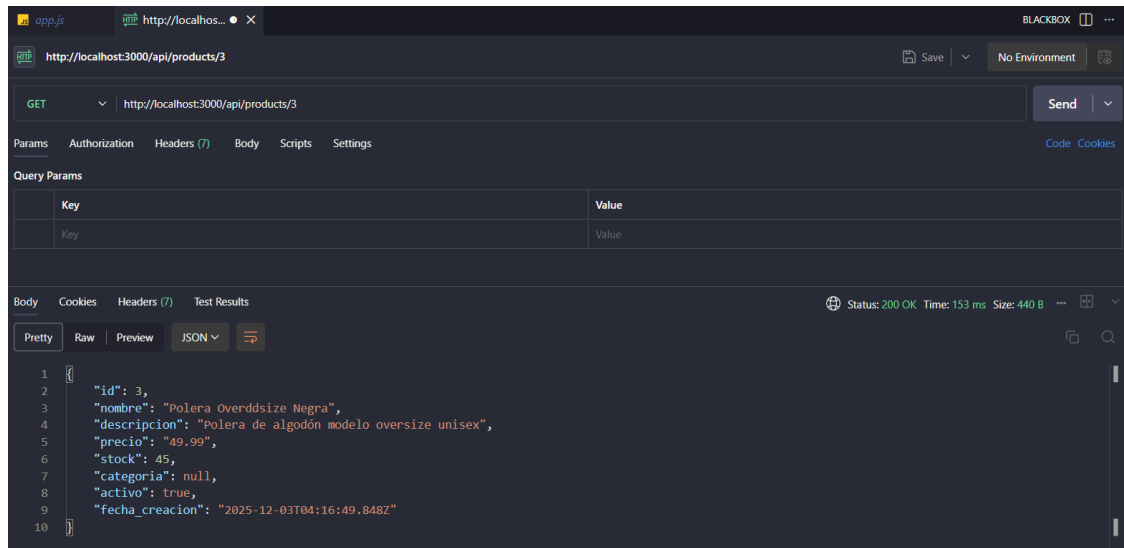 JS app.js HTTP http://localhos... BLACKBOX ...
HTTP http://localhost:3000/api/products/3 Save No Environment
GET http://localhost:3000/api/products/3 Send
Params Authorization Headers (7) Body Scripts Settings Code Cookies
Query Params
Key Value
Key Value
Body Cookies Headers (7) Test Results Status: 200 OK Time: 153 ms Size: 440 B ...
Pretty Raw Preview JSON
1 {
2 "id": 3,
3 "nombre": "Polera Overddsize Negra",
4 "descripcion": "Polera de algodón modelo oversize unisex",
5 "precio": "49.99",
6 "stock": 45,
7 "categoria": null,
8 "activo": true,
9 "fecha_creacion": "2025-12-03T04:16:49.848Z"
10 }